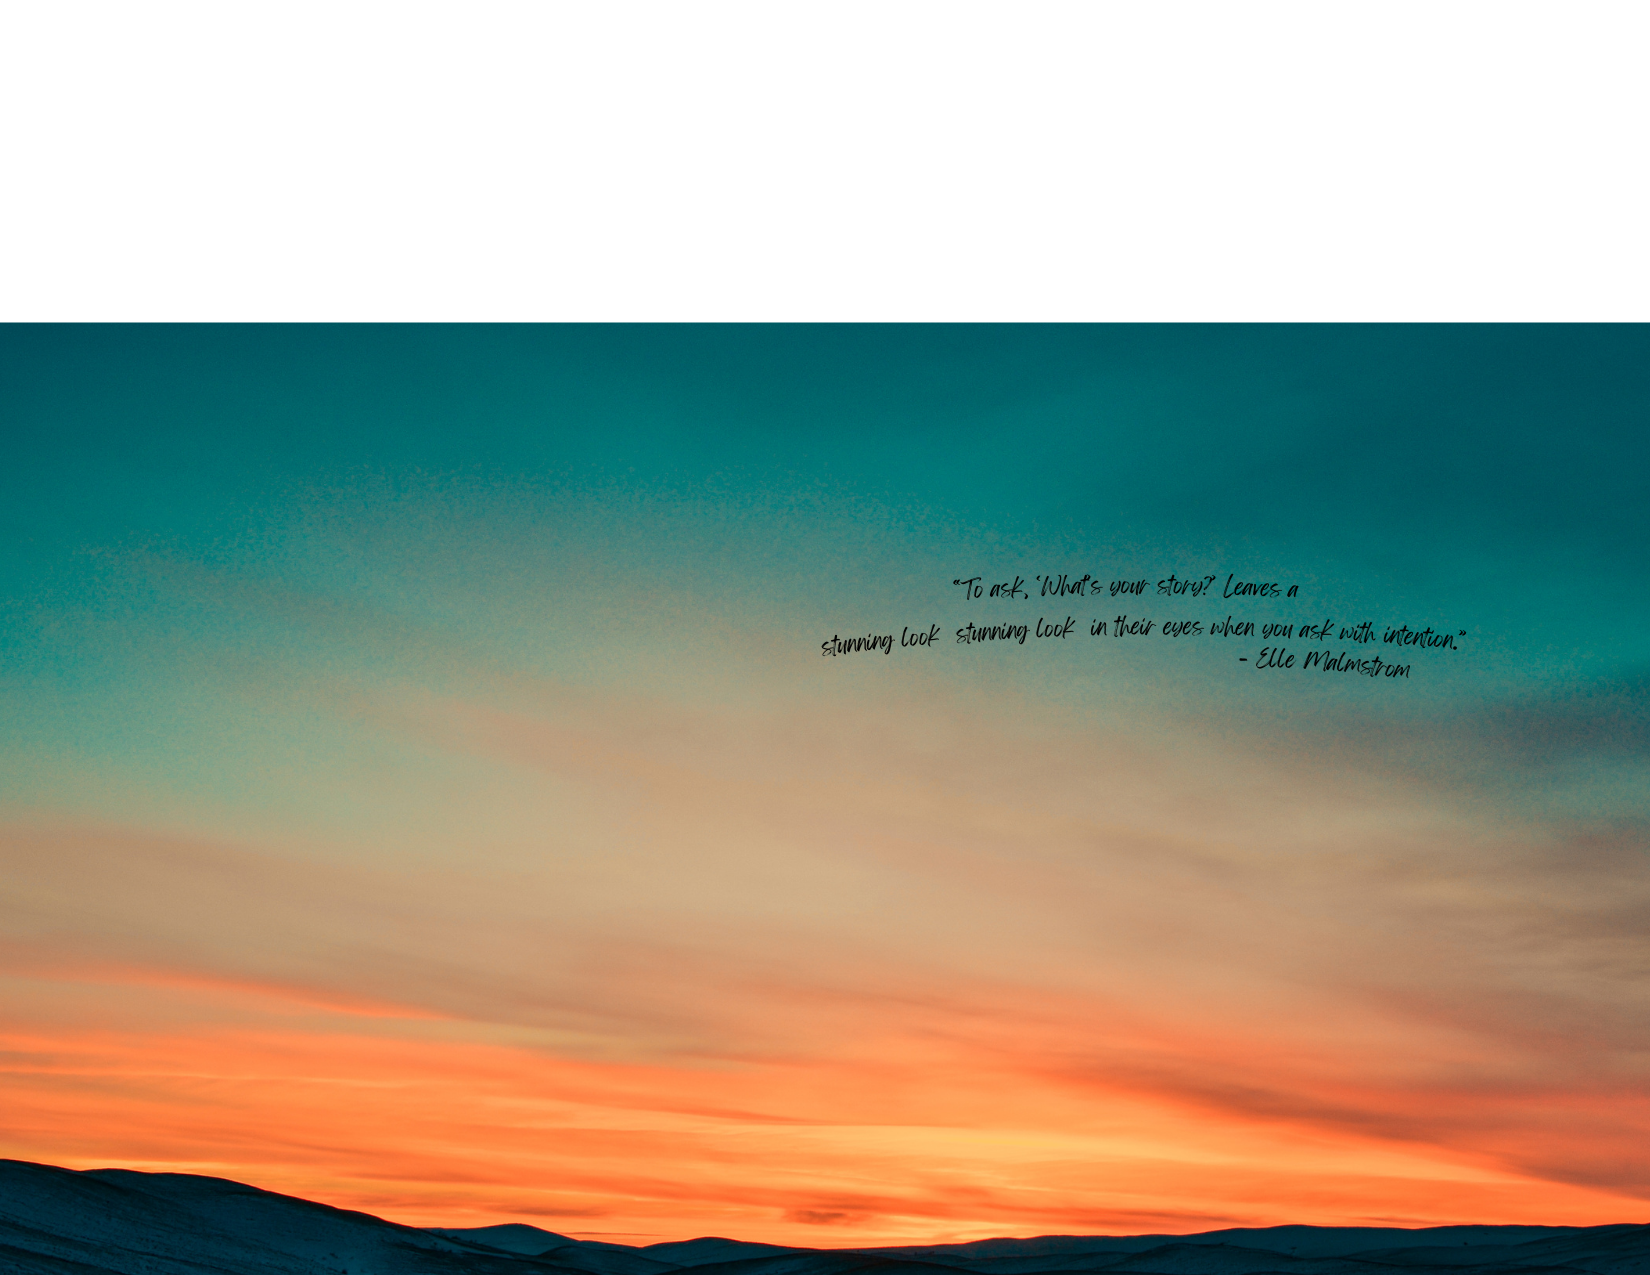 “To ask, ‘What’s your story?’ Leaves a
stunning look stunning look in their eyes when you ask with intention.”
- Elle Malmstrom